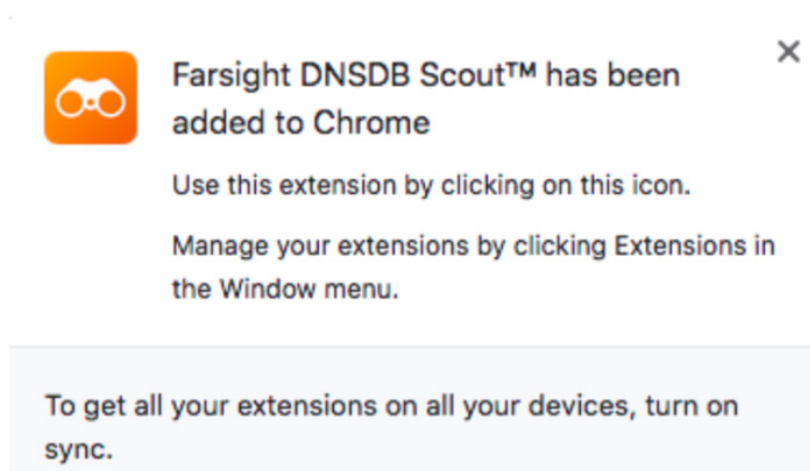 Farsight DNSDB Scout™ has been
added to Chrome
Use this extension by clicking on this icon.
Manage your extensions by clicking Extensions in
the Window menu.
To get all your extensions on all your devices, turn on
sync.